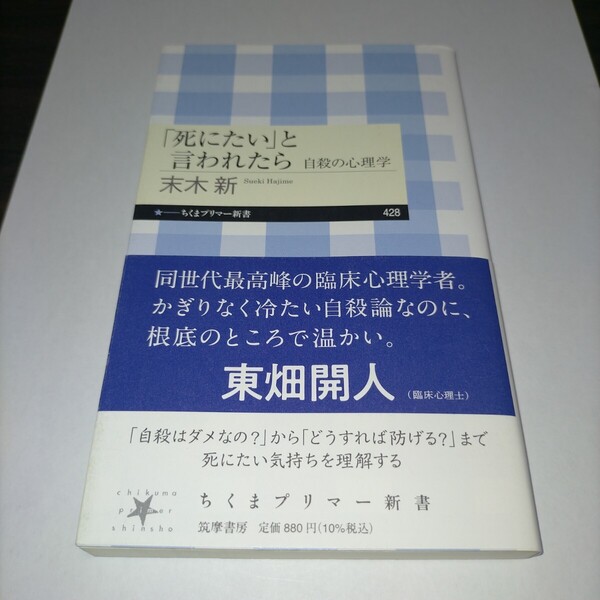 「死にたい」と
言われたら 自殺の心理学
末木 新 Sueki Hajime
★──ちくまプリマー新書 428
同世代最高峰の臨床心理学者。
かぎりなく冷たい自殺論なのに、
根底のところで温かい。
東畑開人（臨床心理士）
「自殺はダメなの?」から「どうすれば防げる?」まで
死にたい気持ちを理解する
chikuma
primer
shinsho
ちくまプリマー新書
筑摩書房 定価880円(10%税込)